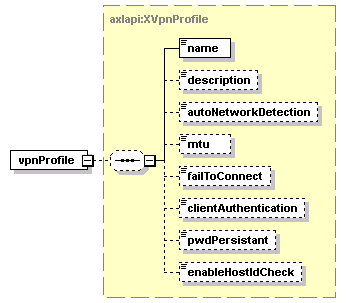 axlapi:XVpnProfile
name
description
autoNetworkDetection
mtu
vpnProfile
failToConnect
clientAuthentication
pwdPersistant
enableHostIdCheck